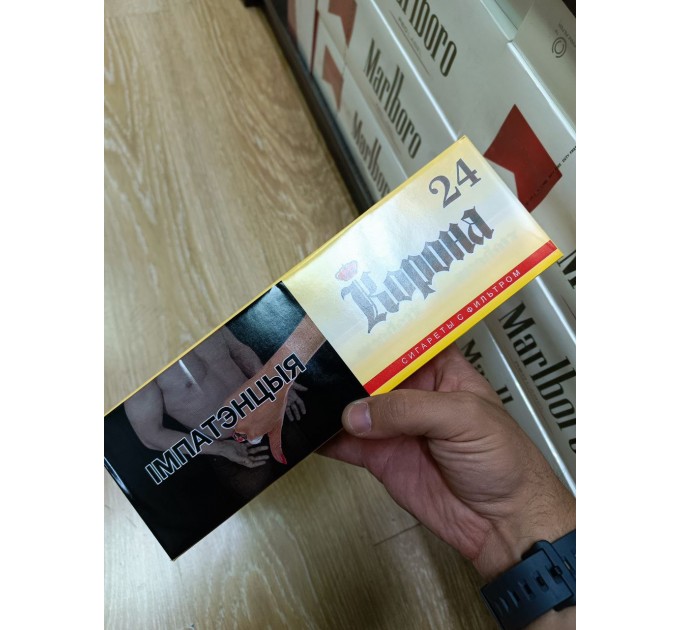 Marlboro
Marlboro
24
Корона
СИГАРЕТЫ С ФИЛЬТРОМ
ІМПАТЭНЦЫЯ
Marlboro
Marlboro